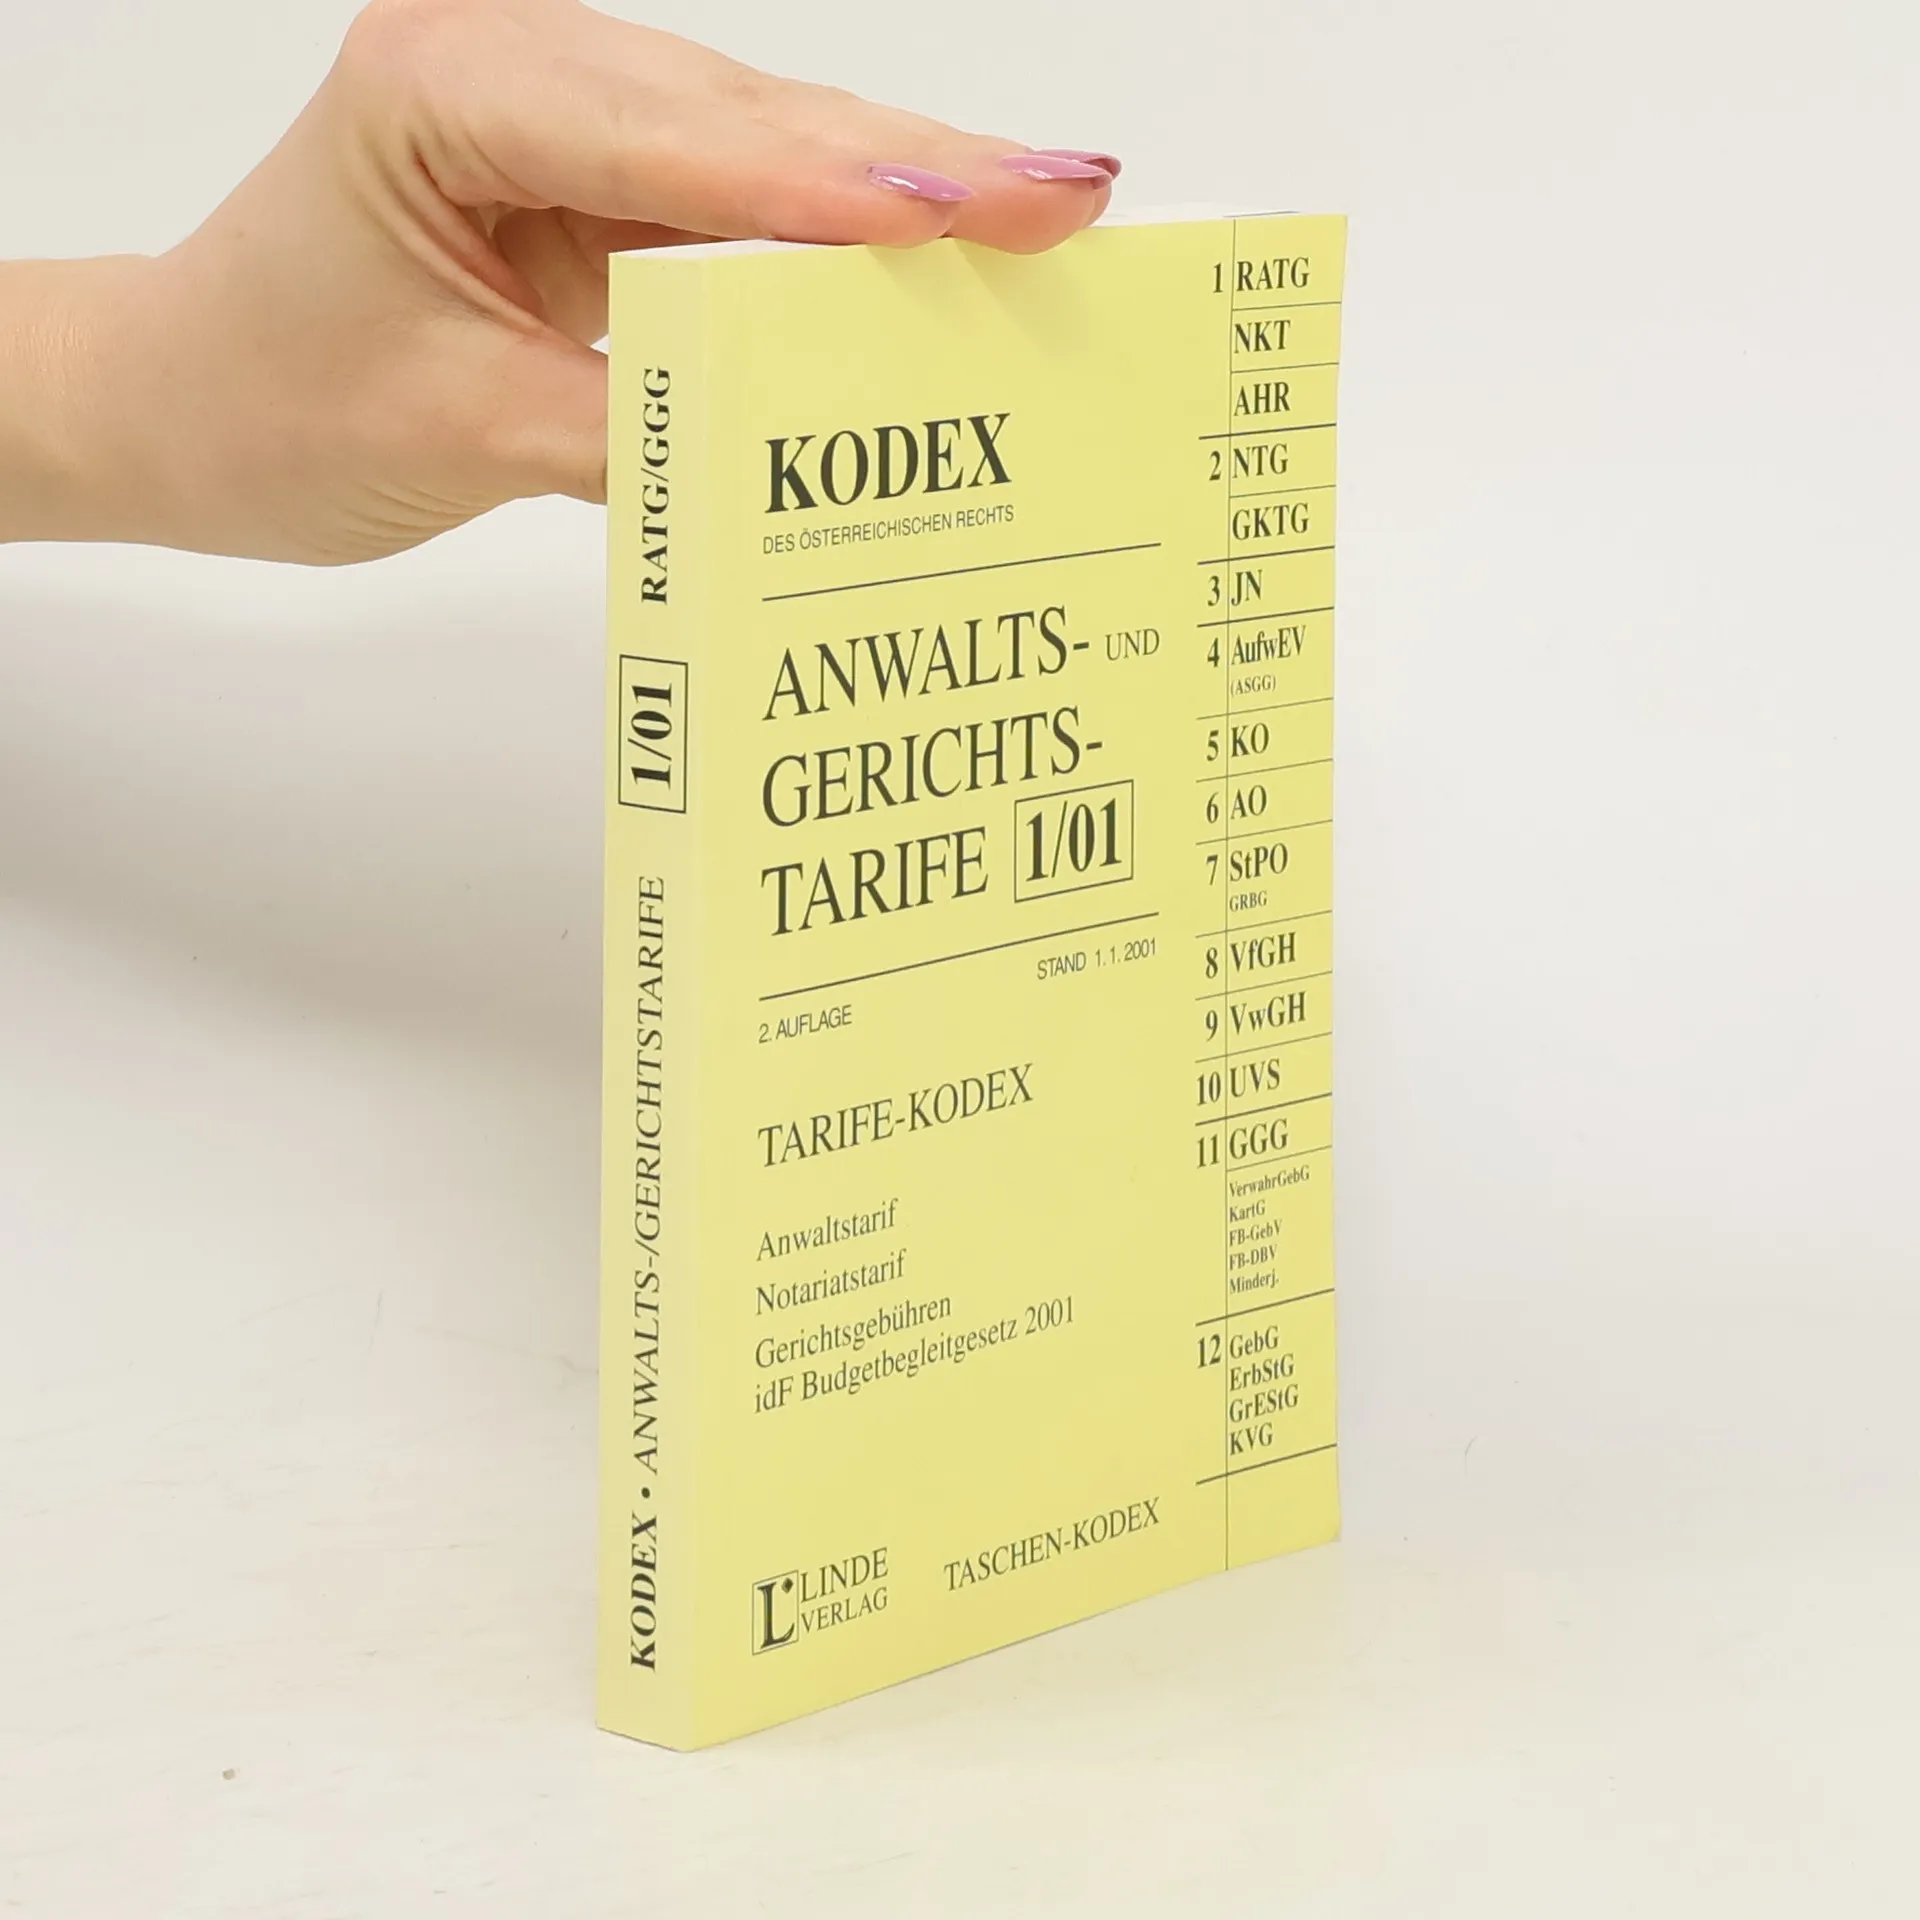 KODEX • ANWALTS-/GERICHTSTARIFE 1/01 RATG/GGG
KODEX
DES ÖSTERREICHISCHEN RECHTS
ANWALTS- UND
GERICHTS-
TARIFE 1/01
STAND 1.1.2001
2. AUFLAGE
TARIFE-KODEX
Anwaltstarif
Notariatstarif
Gerichtsgebühren
idF Budgetbegleitgesetz 2001
L LINDE
VERLAG
TASCHEN-KODEX
1 RATG
NKT
AHR
2 NTG
GKTG
3 JN
4 AufwEV
(ASGG)
5 KO
6 AO
7 StPO
GRBG
8 VfGH
9 VwGH
10 UVS
11 GGG
VerwahrGebG
KartG
FB-GebV
FB-DBV
Minderj.
12 GebG
ErbStG
GrEStG
KVG